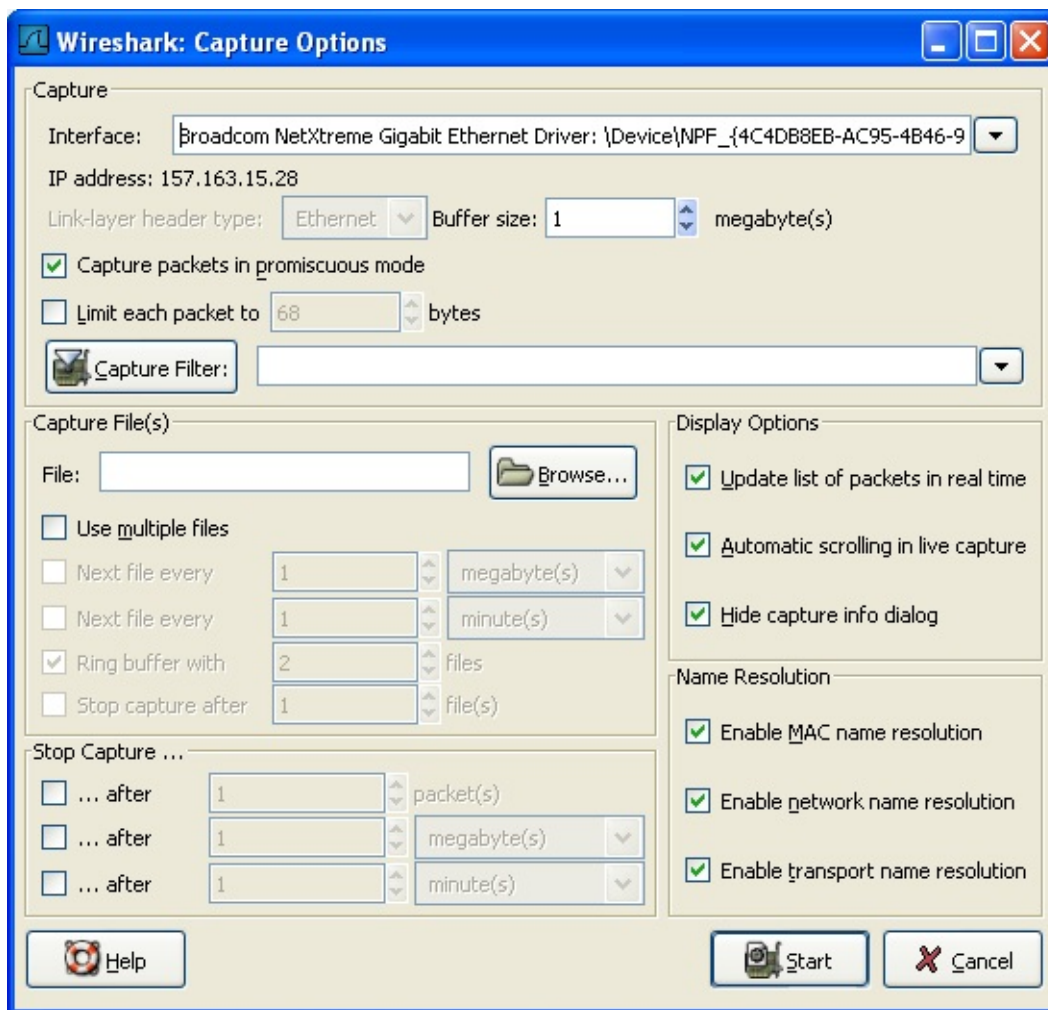 Wireshark: Capture Options
Capture
Interface: Broadcom NetXtreme Gigabit Ethernet Driver: \Device\NPF_{4C4DB8EB-AC95-4B46-9
IP address: 157.163.15.28
Link-layer header type: Ethernet Buffer size: 1 megabyte(s)
Capture packets in promiscuous mode
Limit each packet to 68 bytes
Capture Filter:
Capture File(s)
File: Browse...
Use multiple files
Next file every 1 megabyte(s)
Next file every 1 minute(s)
Ring buffer with 2 files
Stop capture after 1 file(s)
Stop Capture ...
... after 1 packet(s)
... after 1 megabyte(s)
... after 1 minute(s)
Display Options
Update list of packets in real time
Automatic scrolling in live capture
Hide capture info dialog
Name Resolution
Enable MAC name resolution
Enable network name resolution
Enable transport name resolution
Help Start Cancel